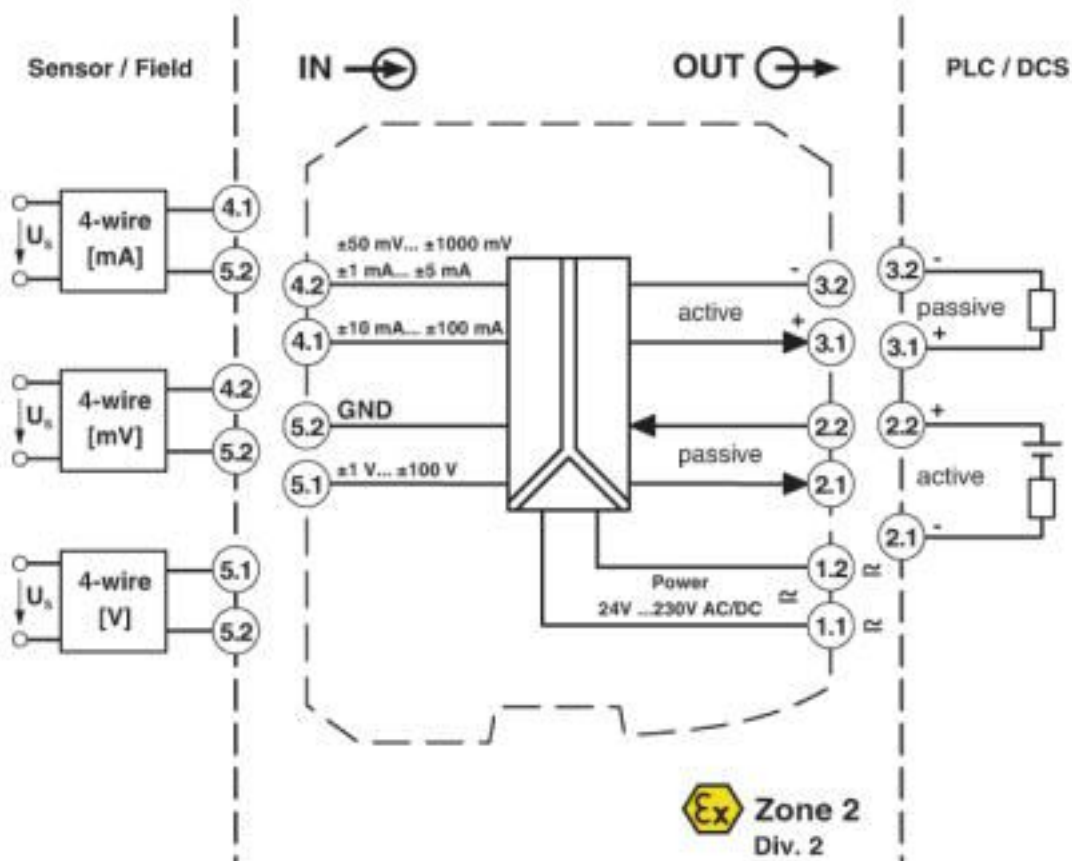 Sensor / Field
IN
OUT
PLC / DCS
4-wire
[mA]
Us
4.1
5.2
4-wire
[mV]
Us
4.2
5.2
4-wire
[V]
Us
5.1
5.2
±50 mV... ±1000 mV
±1 mA... ±5 mA
4.2
±10 mA... ±100 mA
4.1
GND
5.2
±1 V... ±100 V
5.1
-
3.2
active
+
3.1
2.2
passive
2.1
1.2 ≂
Power
24V ...230V AC/DC ≂
1.1 ≂
3.2 -
passive
3.1 +
2.2 +
active
2.1 -
Ex Zone 2
Div. 2